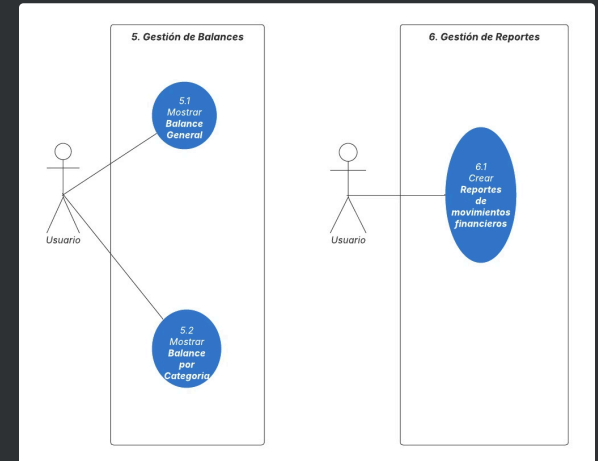 5. Gestión de Balances
5.1
Mostrar
Balance
General
Usuario
5.2
Mostrar
Balance
por
Categoria
6. Gestión de Reportes
6.1
Crear
Reportes
de
movimientos
financieros
Usuario